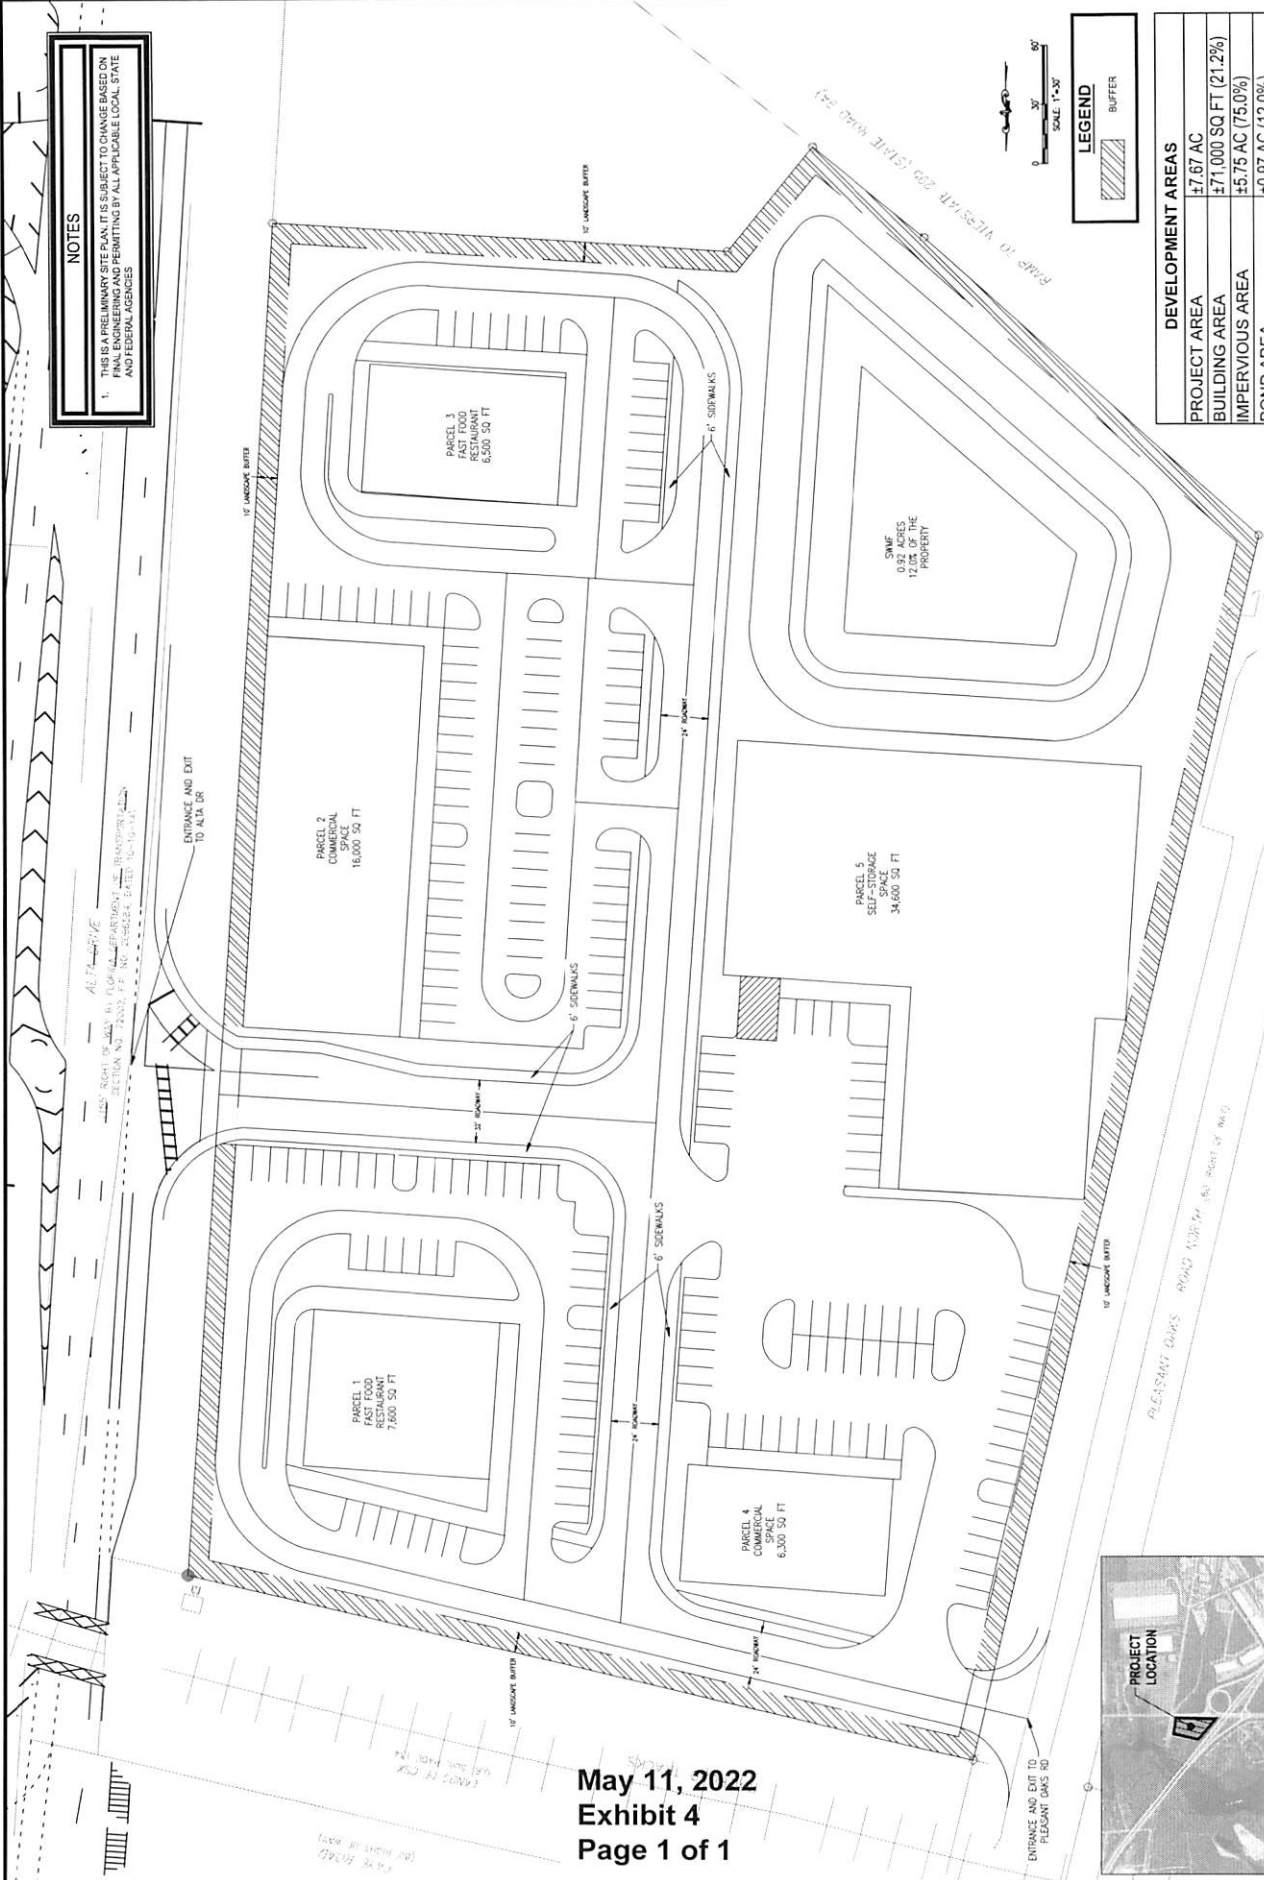 NOTES
1. THIS IS A PRELIMINARY SITE PLAN. IT IS SUBJECT TO CHANGE BASED ON
FINAL ENGINEERING AND PERMITTING BY ALL APPLICABLE LOCAL, STATE
AND FEDERAL AGENCIES
0 30' 60'
SCALE: 1"=30'
LEGEND
BUFFER
DEVELOPMENT AREAS
PROJECT AREA ±7.67 AC
BUILDING AREA ±71,000 SQ FT (21.2%)
IMPERVIOUS AREA ±5.75 AC (75.0%)
POND AREA
ALTA DRIVE
ENTRANCE AND EXIT
TO ALTA DR
10' LANDSCAPE BUFFER
10' LANDSCAPE BUFFER
RAMP TO INTERSTATE 295 (STATE ROAD 9A)
PARCEL 3
FAST FOOD
RESTAURANT
6,500 SQ FT
6' SIDEWALKS
PARCEL 2
COMMERCIAL
SPACE
16,000 SQ FT
24' ROADWAY
SWMF
0.92 ACRES
12.0% OF THE
PROPERTY
PARCEL 5
SELF-STORAGE
SPACE
34,600 SQ FT
6' SIDEWALKS
32' ROADWAY
6' SIDEWALKS
PARCEL 1
FAST FOOD
RESTAURANT
7,600 SQ FT
24' ROADWAY
PARCEL 4
COMMERCIAL
SPACE
6,300 SQ FT
24' ROADWAY
10' LANDSCAPE BUFFER
10' LANDSCAPE BUFFER
PLEASANT OAKS ROAD NORTH
ENTRANCE AND EXIT TO
PLEASANT OAKS RD
PROJECT
LOCATION
May 11, 2022
Exhibit 4
Page 1 of 1